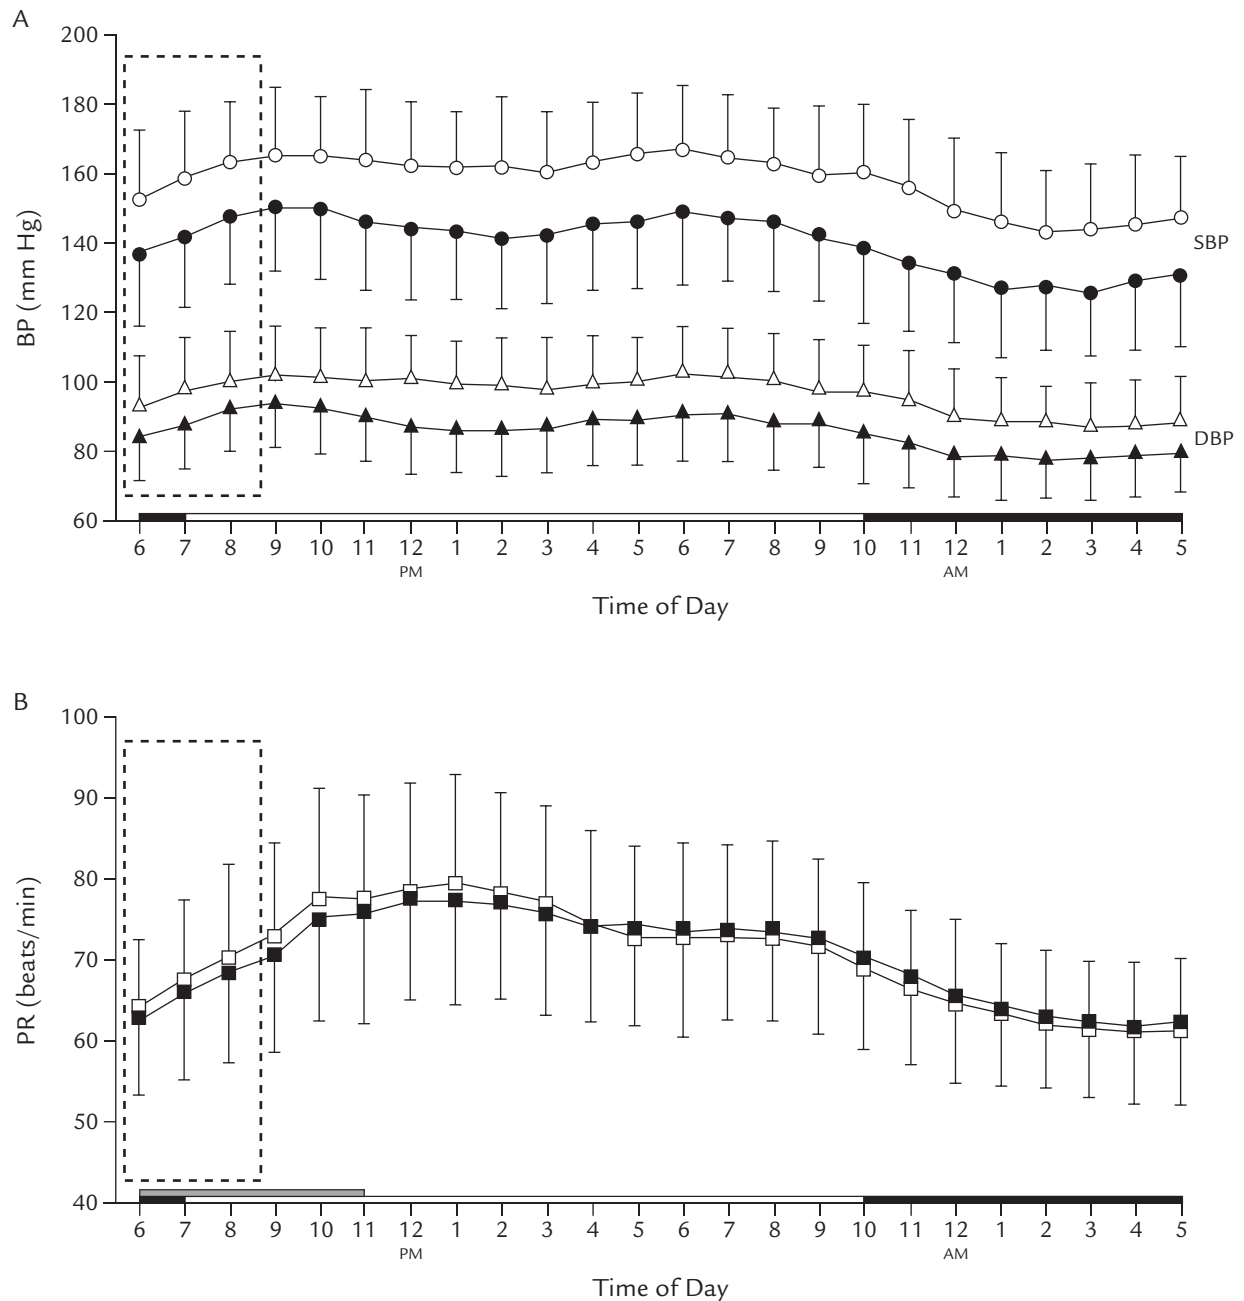 A
200
180
160
140
120
100
80
60
BP (mm Hg)
SBP
DBP
6 7 8 9 10 11 12 1 2 3 4 5 6 7 8 9 10 11 12 1 2 3 4 5
PM AM
Time of Day
B
100
90
80
70
60
50
40
PR (beats/min)
6 7 8 9 10 11 12 1 2 3 4 5 6 7 8 9 10 11 12 1 2 3 4 5
PM AM
Time of Day